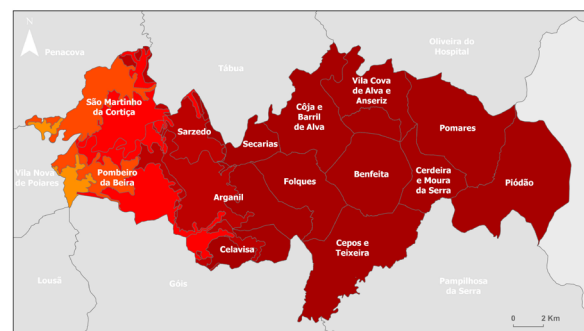 N
Penacova
Tábua
Oliveira do
Hospital
São Martinho
da Cortiça
Sarzedo
Secarias
Côja e
Barril
de Alva
Vila Cova
de Alva e
Anseriz
Pomares
Vila Nova
de Poiares
Pombeiro
da Beira
Arganil
Folques
Benfeita
Cerdeira e
Moura
da Serra
Piódão
Celavisa
Cepos e
Teixeira
Lousã
Góis
Pampilhosa
da Serra
0 2 Km